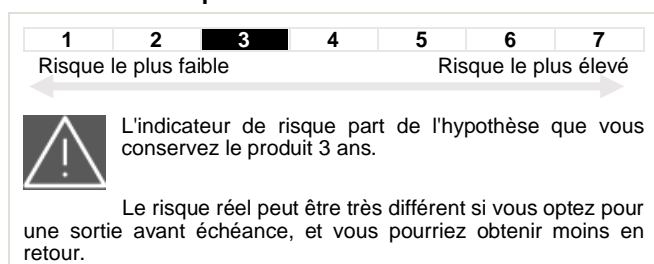 1 2 3 4 5 6 7
Risque le plus faible Risque le plus élevé
L'indicateur de risque part de l'hypothèse que vous
conservez le produit 3 ans.
Le risque réel peut être très différent si vous optez pour
une sortie avant échéance, et vous pourriez obtenir moins en
retour.